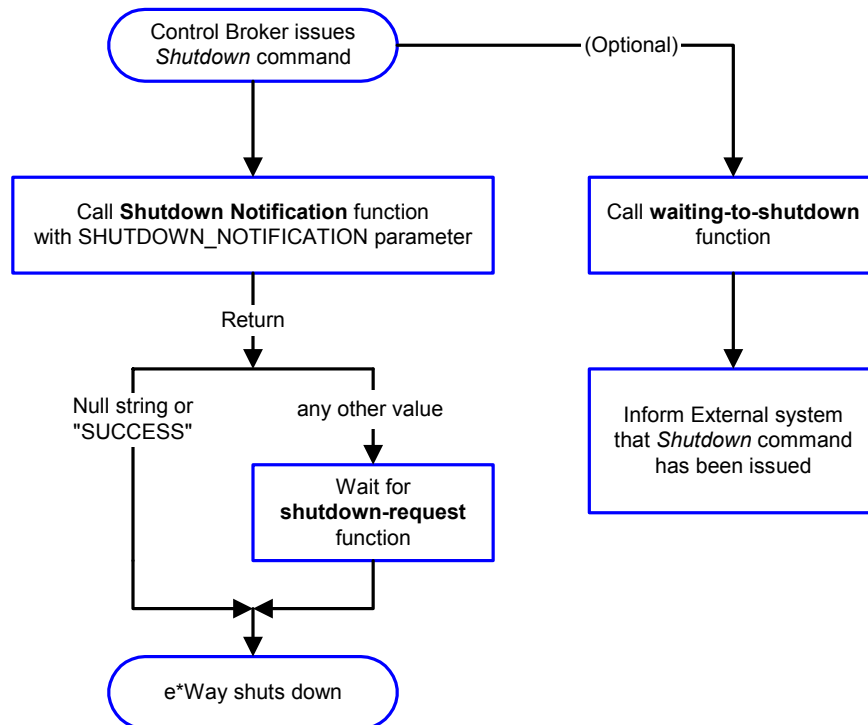 Control Broker issues
Shutdown command
(Optional)
Call Shutdown Notification function
with SHUTDOWN_NOTIFICATION parameter
Call waiting-to-shutdown
function
Return
Null string or
"SUCCESS"
any other value
Inform External system
that Shutdown command
has been issued
Wait for
shutdown-request
function
e*Way shuts down